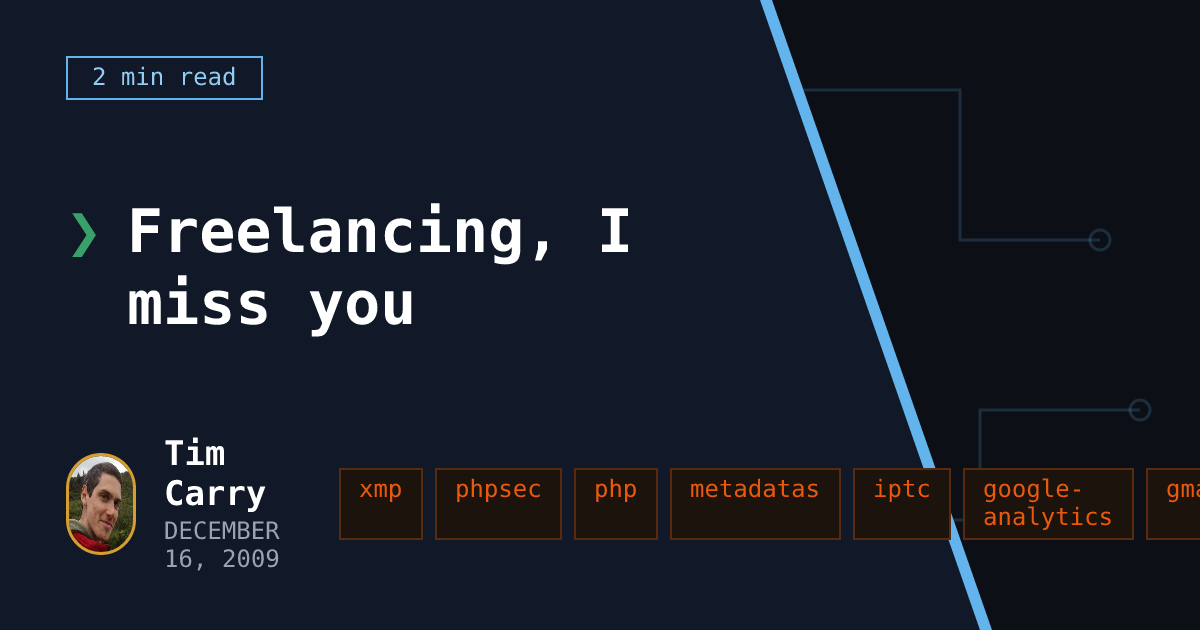 2 min read
❯ Freelancing, I
miss you
Tim
Carry
DECEMBER
16, 2009
xmp
phpsec
php
metadatas
iptc
google-
analytics